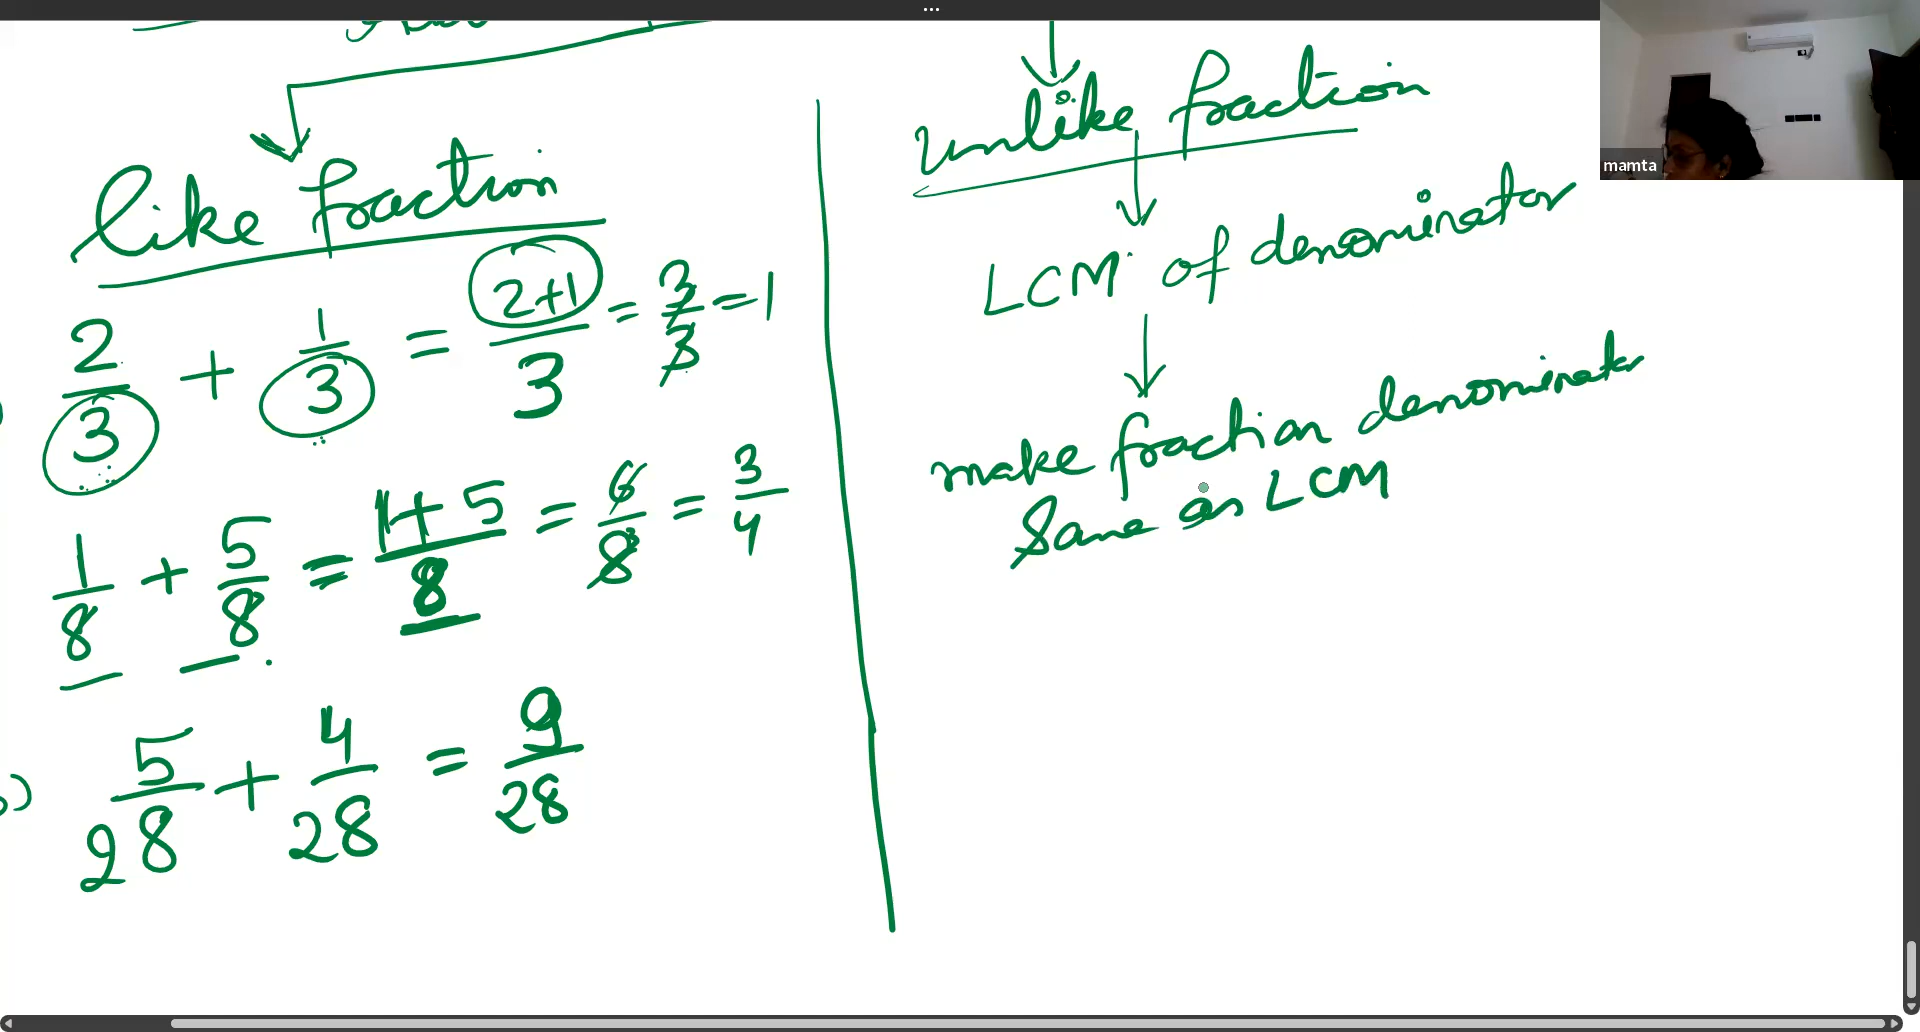 like fraction
2/3 + 1/3 = 2+1/3 = 3/3 = 1
1/8 + 5/8 = 1+5/8 = 6/8 = 3/4
5/28 + 4/28 = 9/28
unlike fraction
LCM of denominator
make fraction denominator
Same as LCM
mamta